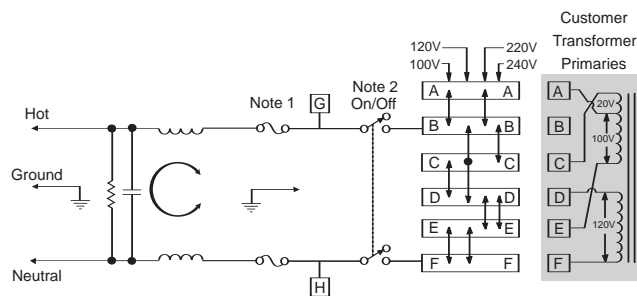 Customer
Transformer
Primaries
120V 220V
100V 240V
Note 1
Note 2
On/Off
G
Hot
Ground
Neutral
H
A A
B B
C C
D D
E E
F F
A
B
C
D
E
F
20V
100V
120V